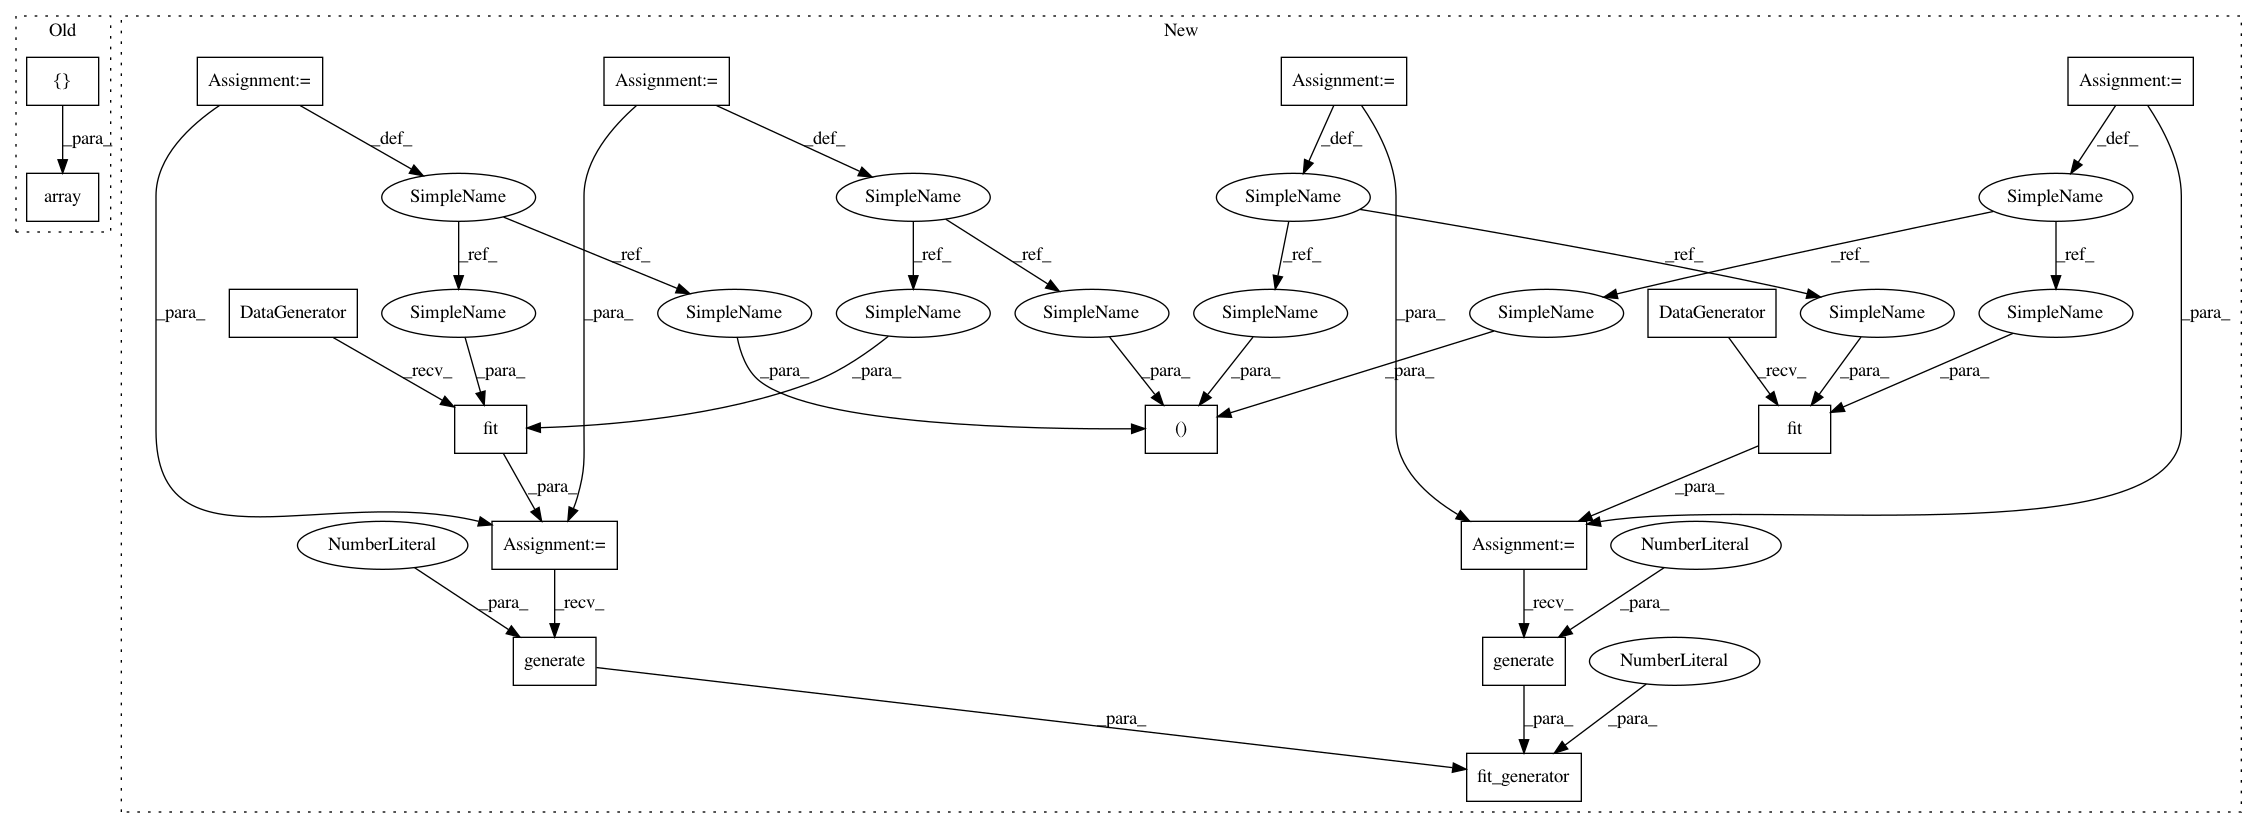 Old
New
{}
Assignment:=
Assignment:=
Assignment:=
Assignment:=
_para_
_def_
_def_
_def_
_def_
array
SimpleName
SimpleName
SimpleName
SimpleName
_ref_
_ref_
_ref_
_ref_
_ref_
_ref_
_ref_
_ref_
_para_
DataGenerator
SimpleName
SimpleName
_para_
SimpleName
SimpleName
SimpleName
_para_
SimpleName
DataGenerator
SimpleName
SimpleName
_para_
_recv_
_para_
_para_
_para_
_para_
_para_
_para_
_recv_
_para_
_para_
fit
()
fit
_para_
_para_
NumberLiteral
Assignment:=
Assignment:=
NumberLiteral
_para_
_recv_
_recv_
_para_
generate
generate
NumberLiteral
_para_
_para_
_para_
fit_generator